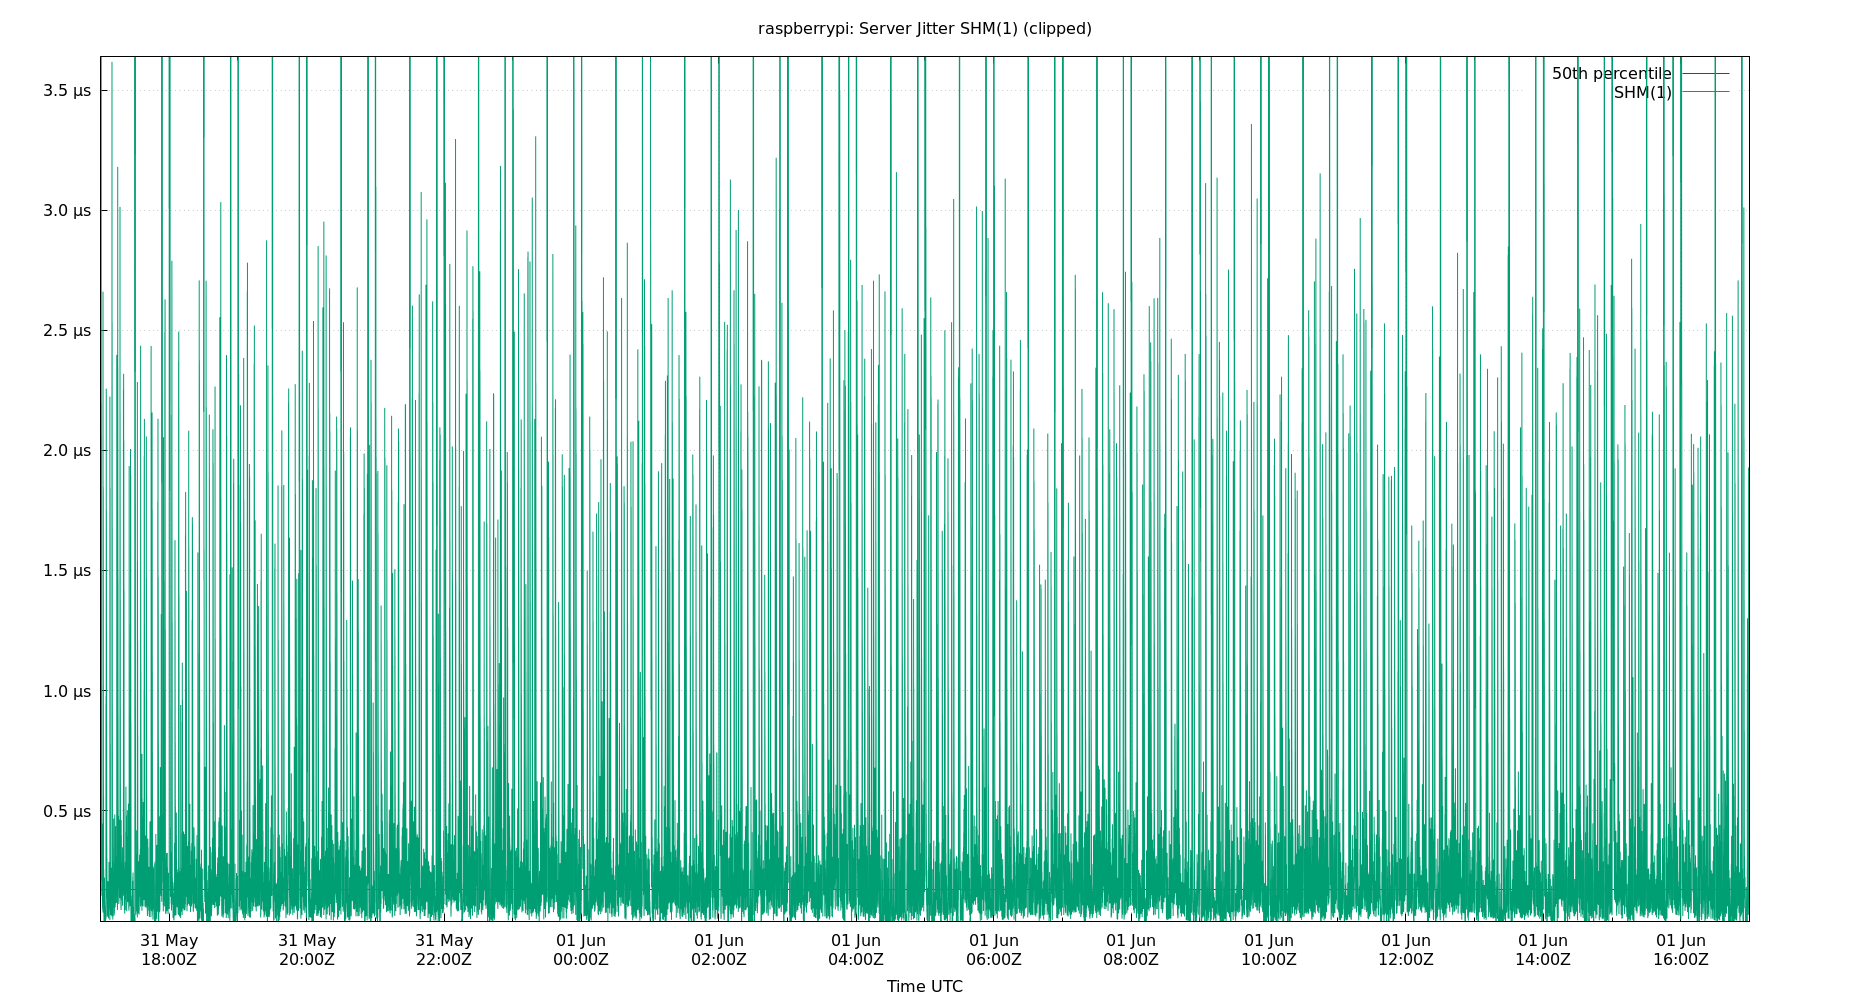 raspberrypi: Server Jitter SHM(1) (clipped)
50th percentile
SHM(1)
3.5 µs
3.0 µs
2.5 µs
2.0 µs
1.5 µs
1.0 µs
0.5 µs
31 May 31 May 31 May 01 Jun 01 Jun 01 Jun 01 Jun 01 Jun 01 Jun 01 Jun 01 Jun 01 Jun
18:00Z 20:00Z 22:00Z 00:00Z 02:00Z 04:00Z 06:00Z 08:00Z 10:00Z 12:00Z 14:00Z 16:00Z
Time UTC